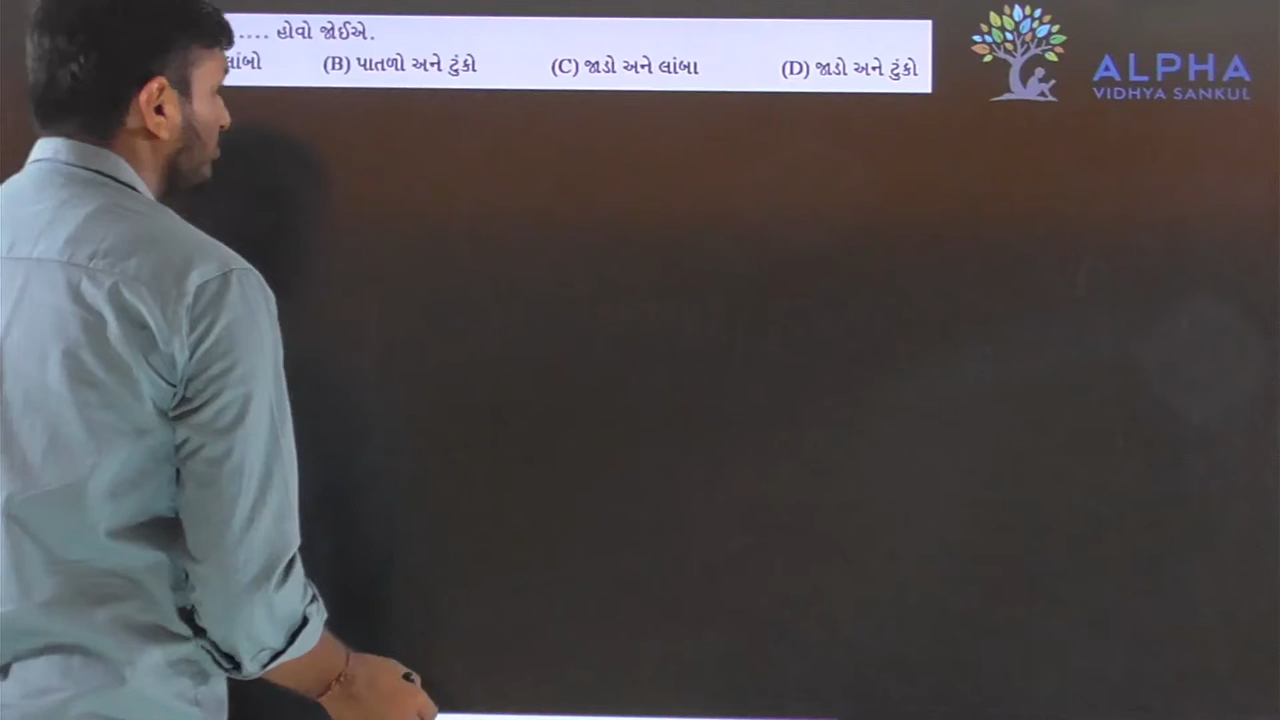 .... હોવો જોઈએ.
લાંબો (B) પાતળો અને ટુંકો (C) જાડો અને લાંબા (D) જાડો અને ટુંકો
ALPHA
VIDHYA SANKUL